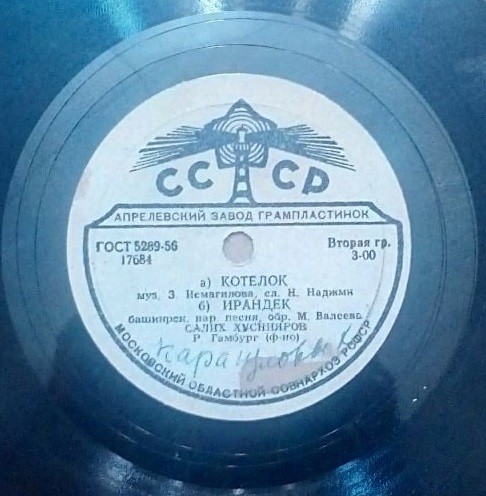 СССР
АПРЕЛЕВСКИЙ ЗАВОД ГРАМПЛАСТИНОК
ГОСТ 5289-56
17684
Вторая гр.
3-00
а) КОТЕЛОК
муз. З. Исмагилова, сл. Н. Наджми
б) ИРАНДЕК
башкирск. нар. песня, обр. М. Валеева
САЛИХ ХУСНИЯРОВ
Р. Гамбург (ф-но)
МОСКОВСКИЙ ОБЛАСТНОЙ СОВНАРХОЗ РСФСР